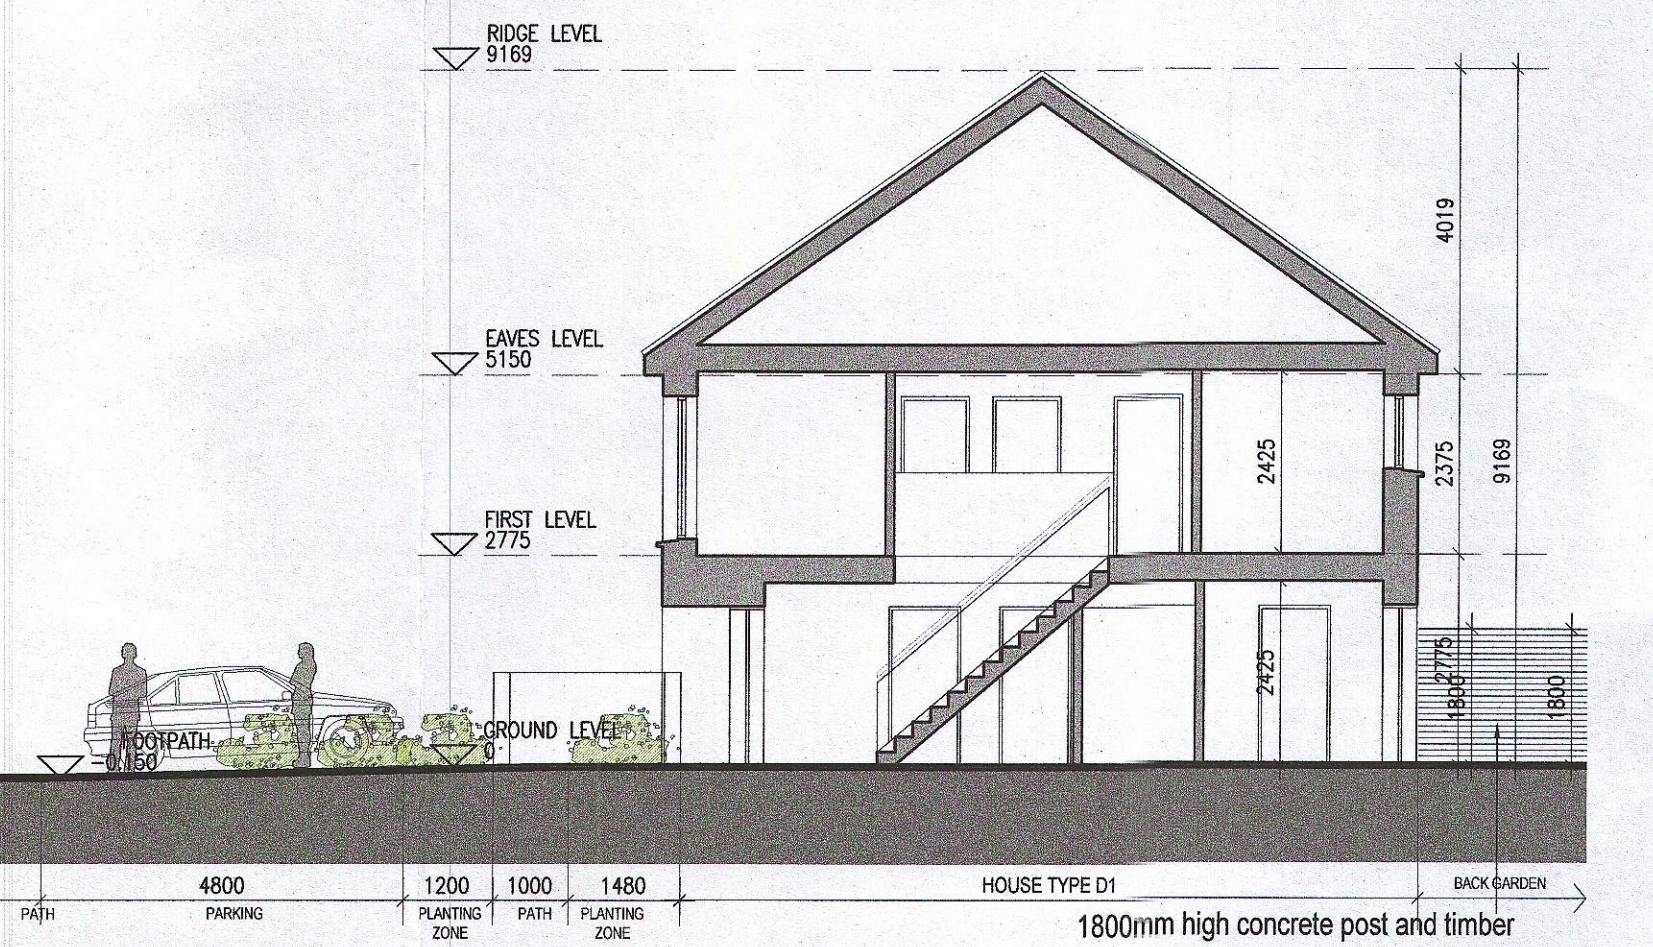 RIDGE LEVEL
9169
4019
EAVES LEVEL
5150
2425
2375
9169
FIRST LEVEL
2775
2425
2775
1800
1800
FOOTPATH
-0.150
GROUND LEVEL
0
4800
1200
1000
1480
HOUSE TYPE D1
BACK GARDEN
PATH
PARKING
PLANTING
ZONE
PATH
PLANTING
ZONE
1800mm high concrete post and timber